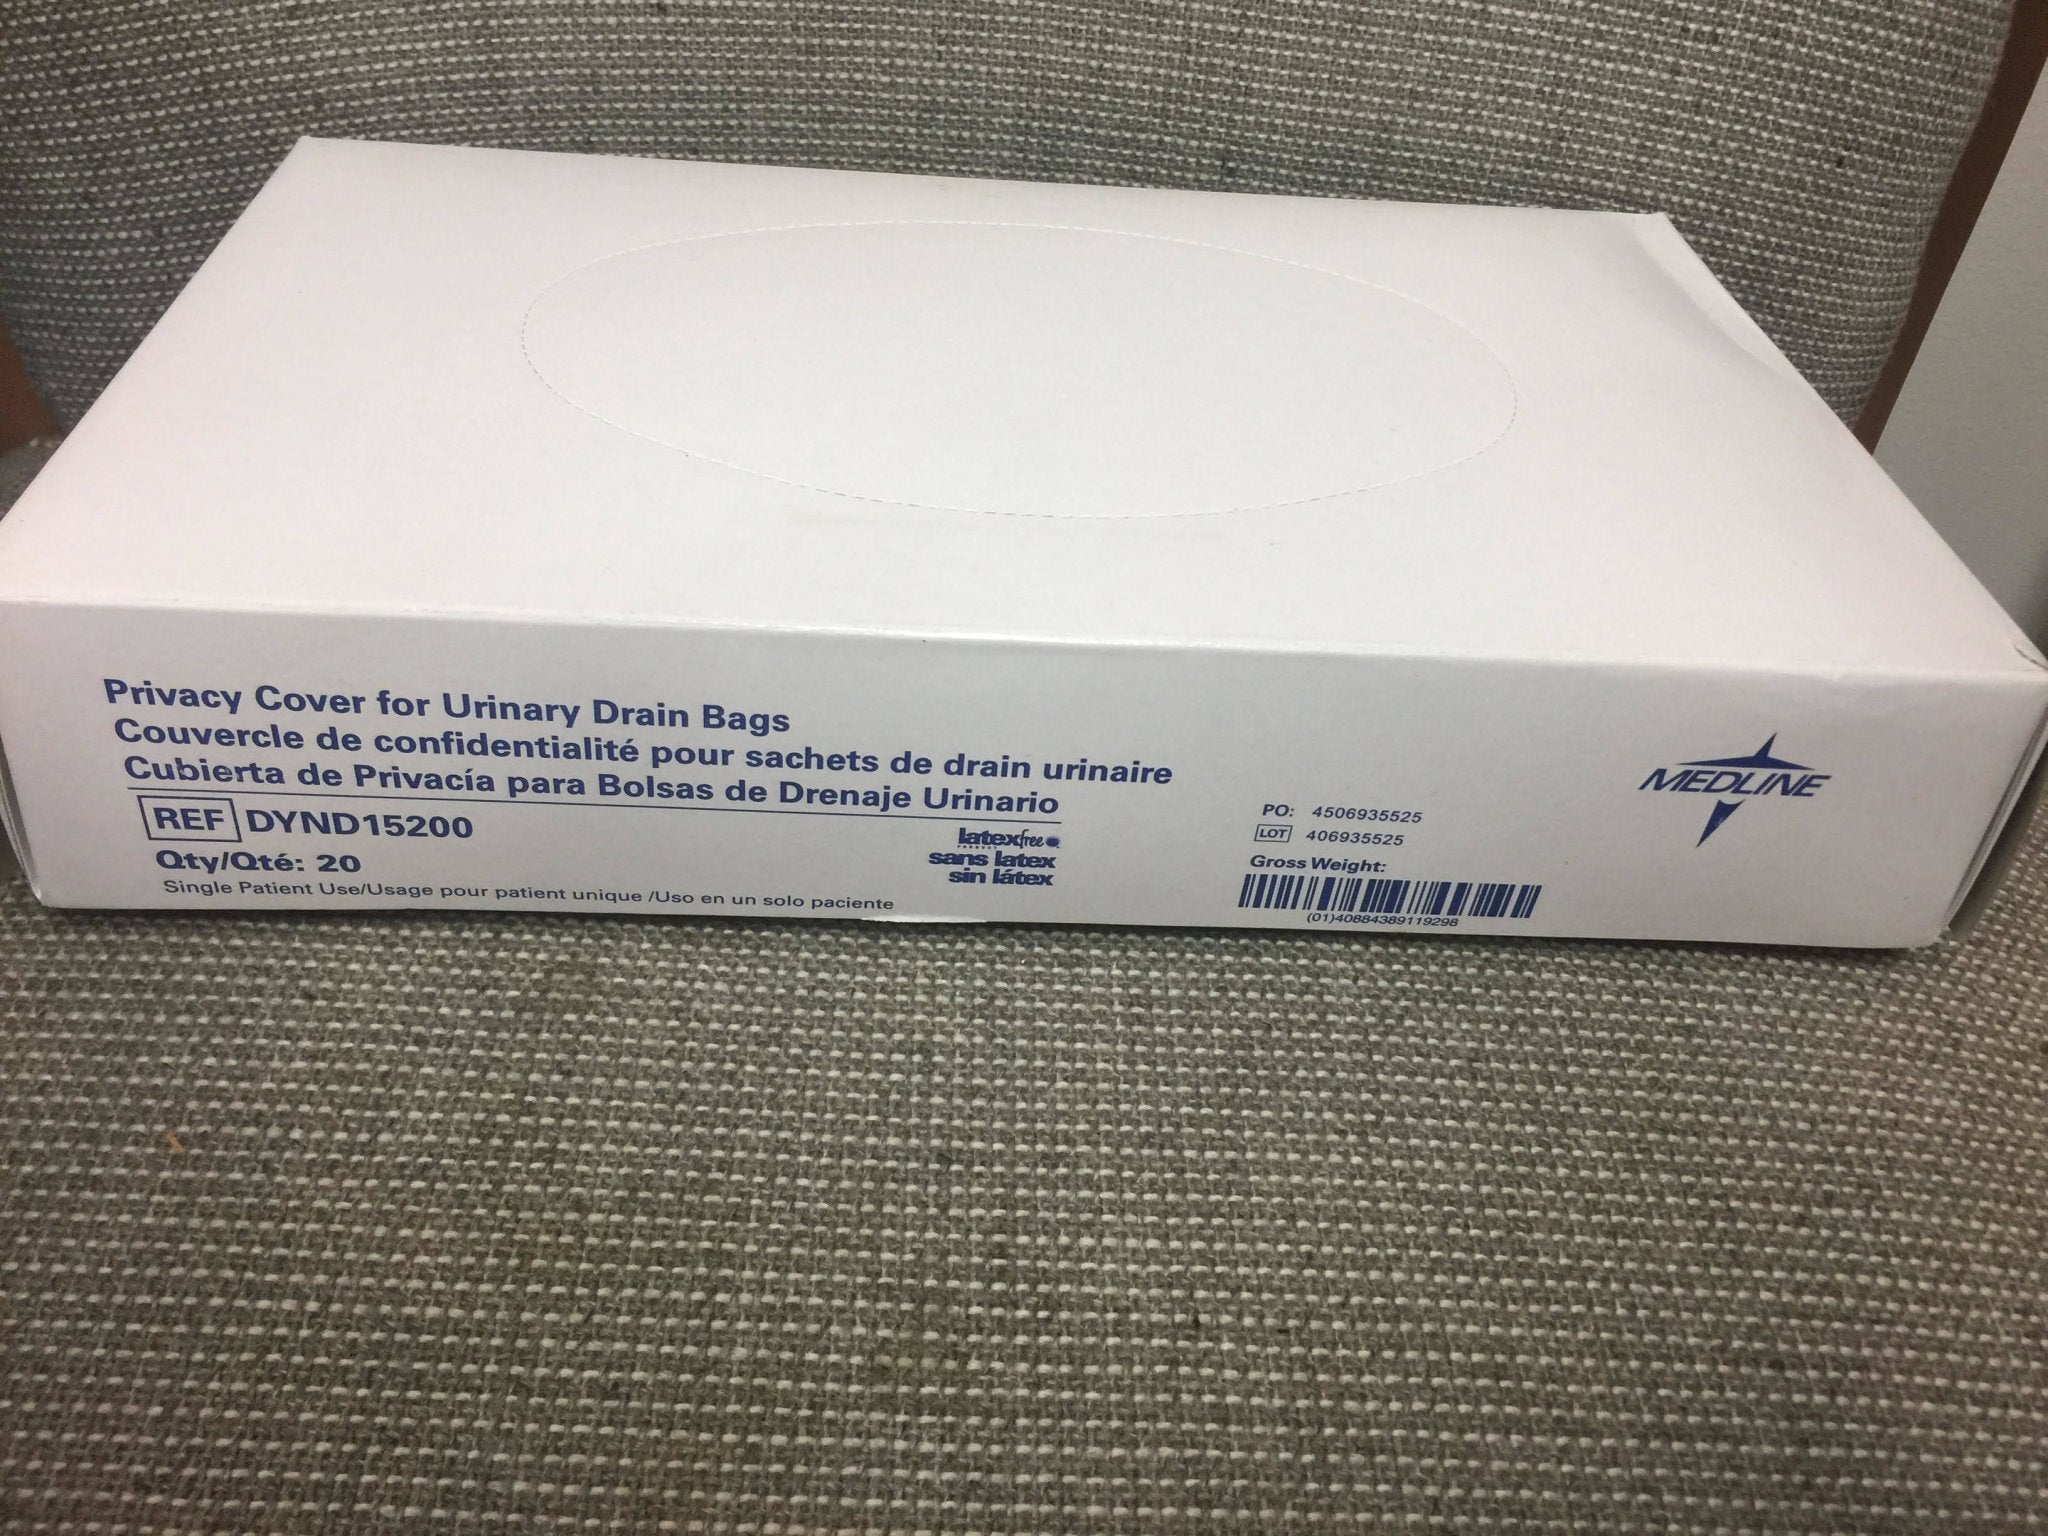 Privacy Cover for Urinary Drain Bags
Couvercle de confidentialité pour sachets de drain urinaire
Cubierta de Privacía para Bolsas de Drenaje Urinario
REF DYND15200
Qty/Qté: 20
Single Patient Use/Usage pour patient unique /Uso en un solo paciente
latexfree
sans latex
sin látex
PO: 4506935525
LOT 406935525
Gross Weight:
(01)40884389119298
MEDLINE